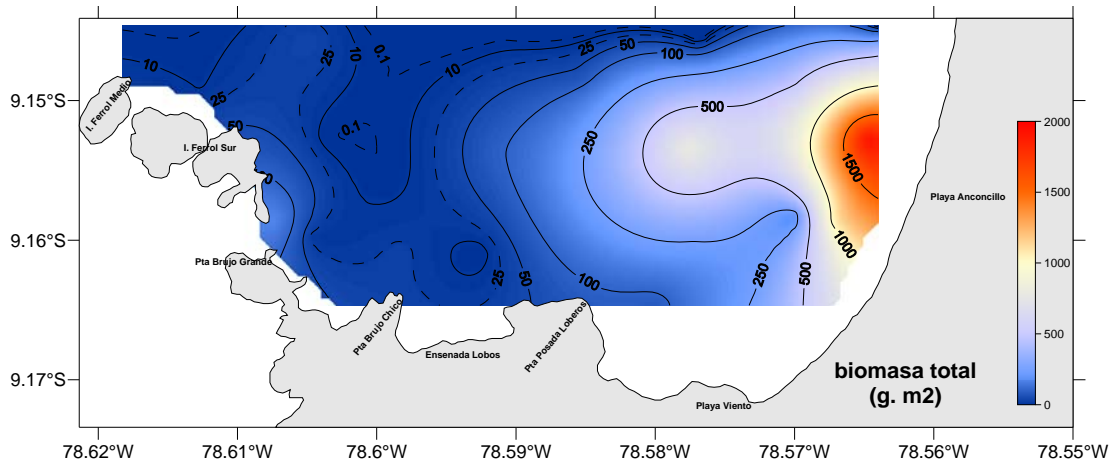 25
50
100
0.1
10
25
10
25
500
9.15°S
I. Ferrol Medio
50
0.1
250
2000
I. Ferrol Sur
1500
1500
Playa Anconcillo
9.16°S
1000
1000
Pta Brujo Grande
25
50
100
250
500
Pta Brujo Chico
Pta Posada Loberos
500
Ensenada Lobos
9.17°S
biomasa total
(g. m2)
Playa Viento
0
78.62°W
78.61°W
78.6°W
78.59°W
78.58°W
78.57°W
78.56°W
78.55°W